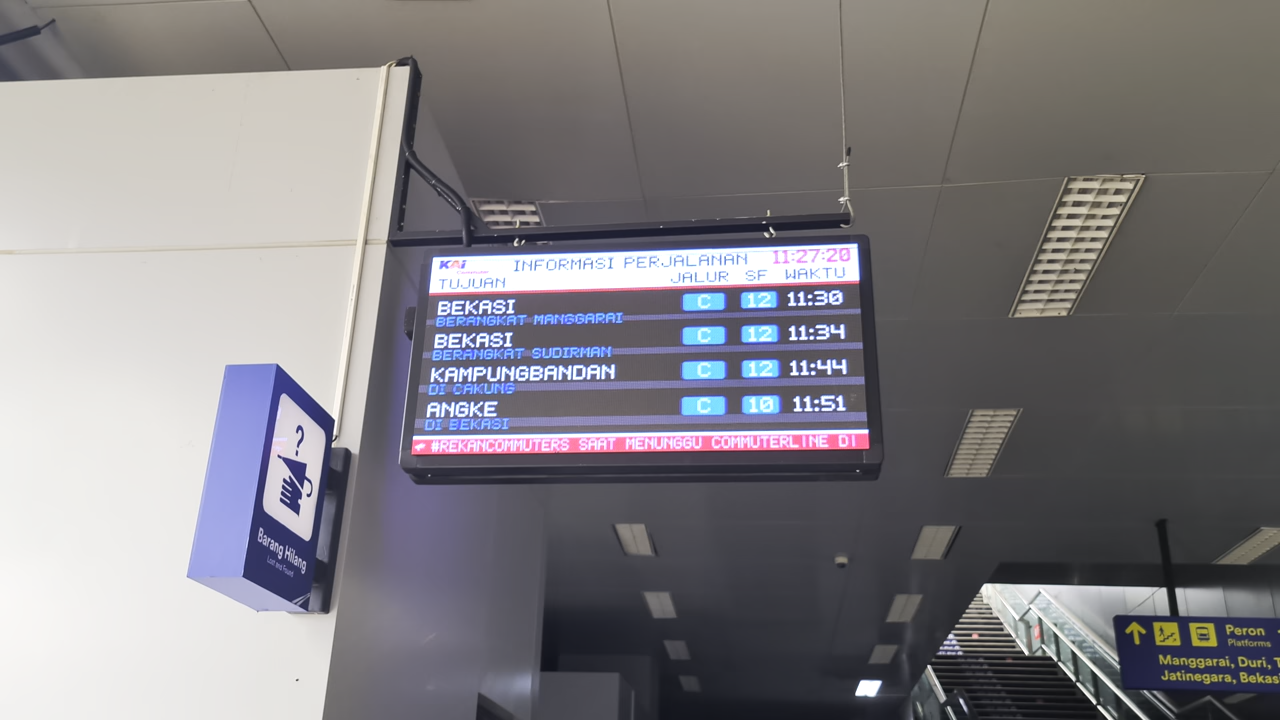 KAI Commuter
INFORMASI PERJALANAN 11:27:20
TUJUAN JALUR SF WAKTU
BEKASI C 12 11:30
BERANGKAT MANGGARAI
BEKASI C 12 11:34
BERANGKAT SUDIRMAN
KAMPUNGBANDAN C 12 11:44
DI CAKUNG
ANGKE C 10 11:51
DI BEKASI
#REKANCOMMUTERS SAAT MENUNGGU COMMUTERLINE DI
?
Barang Hilang
Lost and Found
Peron
Platforms
Manggarai, Duri, T
Jatinegara, Bekas